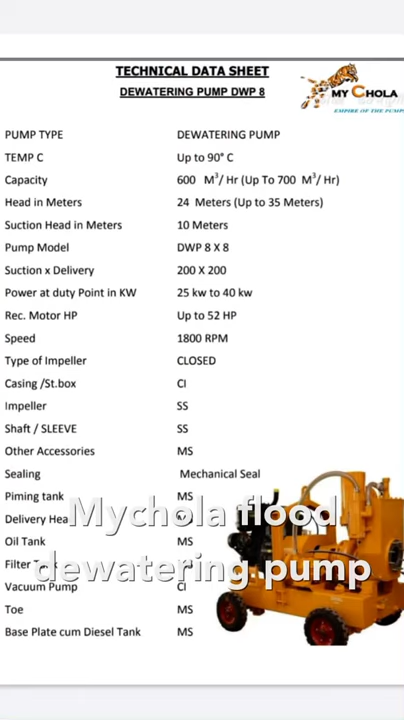 TECHNICAL DATA SHEET
DEWATERING PUMP DWP 8
MY CHOLA
EMPIRE OF THE PUMPS
PUMP TYPE DEWATERING PUMP
TEMP C Up to 90° C
Capacity 600 M³/ Hr (Up To 700 M³/ Hr)
Head in Meters 24 Meters (Up to 35 Meters)
Suction Head in Meters 10 Meters
Pump Model DWP 8 X 8
Suction x Delivery 200 X 200
Power at duty Point in KW 25 kw to 40 kw
Rec. Motor HP Up to 52 HP
Speed 1800 RPM
Type of Impeller CLOSED
Casing /St.box CI
Impeller SS
Shaft / SLEEVE SS
Other Accessories MS
Sealing Mechanical Seal
Piming tank MS
Mychola flood
Delivery Hea
Oil Tank MS
dewatering pump
Filter
Vacuum Pump CI
Toe MS
Base Plate cum Diesel Tank MS